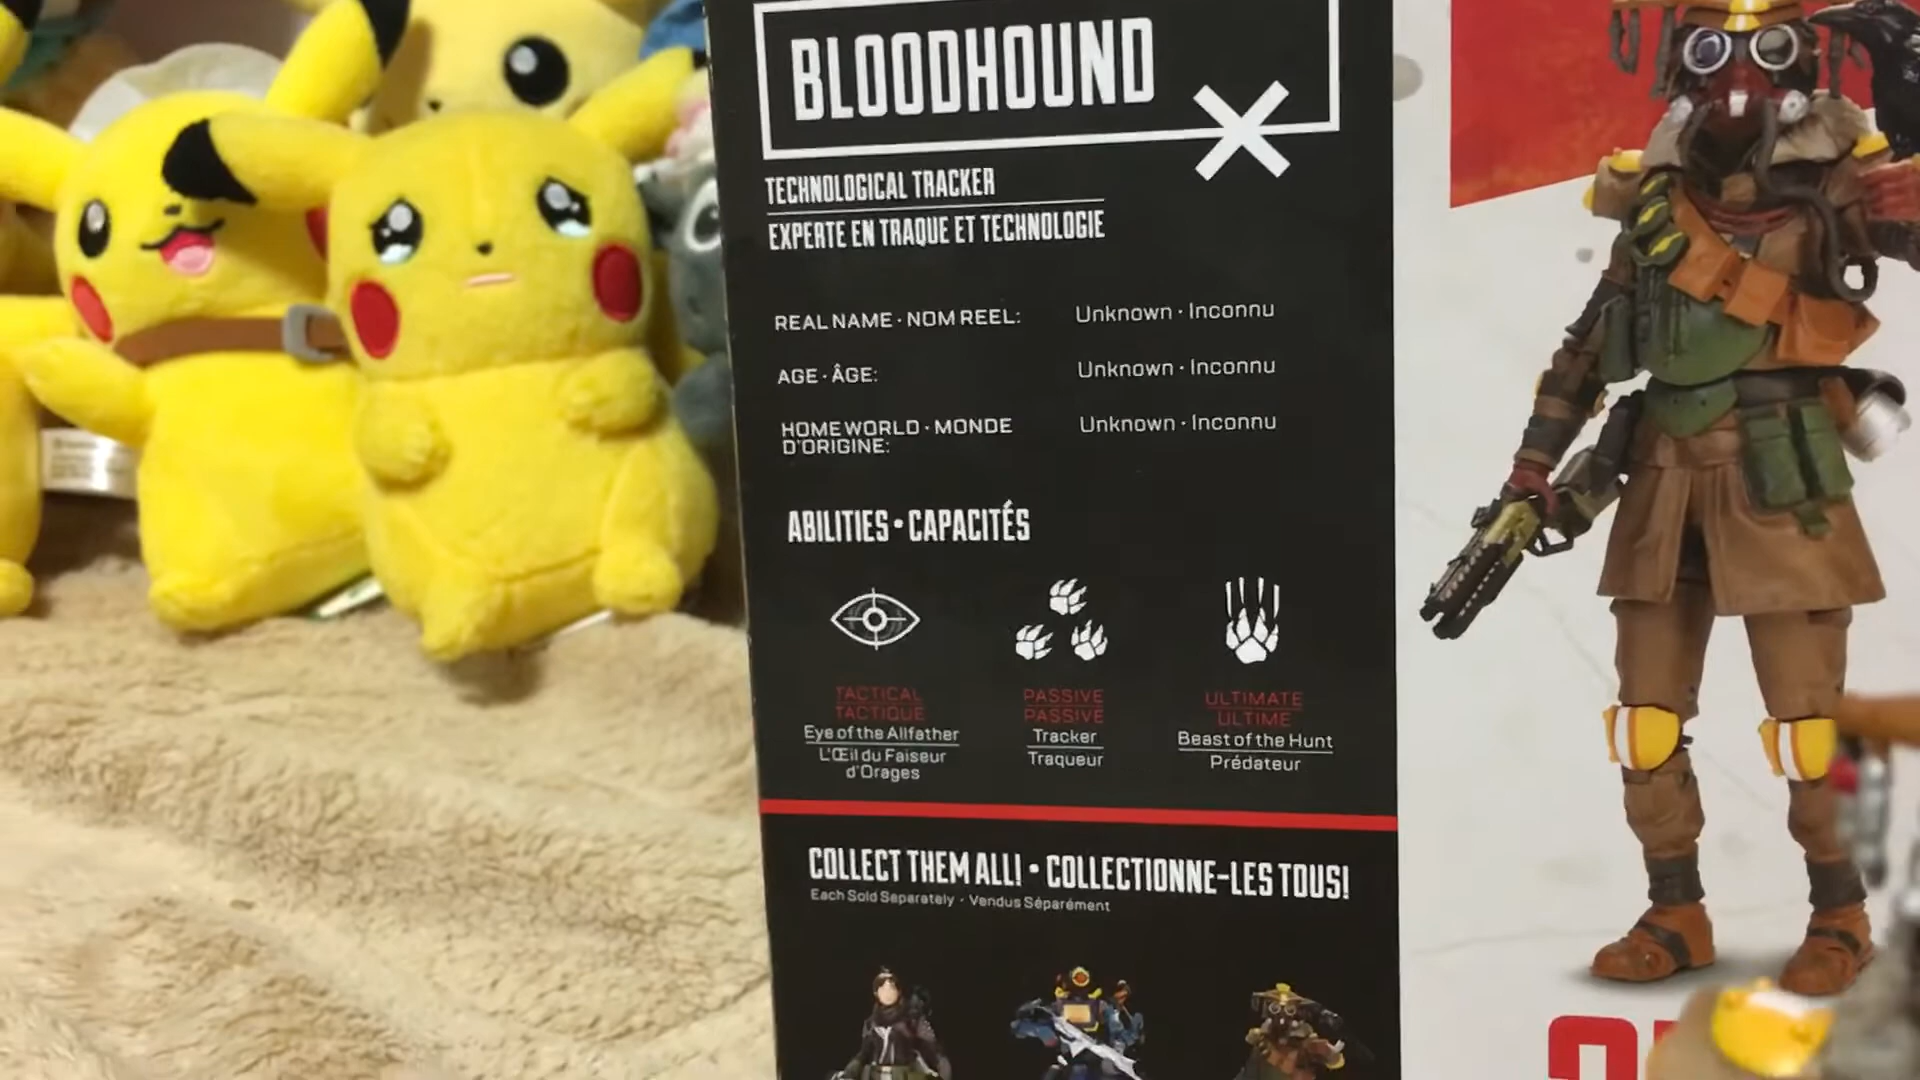 BLOODHOUND
TECHNOLOGICAL TRACKER
EXPERTE EN TRAQUE ET TECHNOLOGIE
REAL NAME · NOM REEL: Unknown · Inconnu
AGE · ÂGE: Unknown · Inconnu
HOMEWORLD · MONDE D'ORIGINE: Unknown · Inconnu
ABILITIES • CAPACITÉS
TACTICAL
TACTIQUE
Eye of the Allfather
L'Œil du Faiseur
d'Orages
PASSIVE
PASSIVE
Tracker
Traqueur
ULTIMATE
ULTIME
Beast of the Hunt
Prédateur
COLLECT THEM ALL! • COLLECTIONNE-LES TOUS!
Each Sold Separately · Vendus Séparément